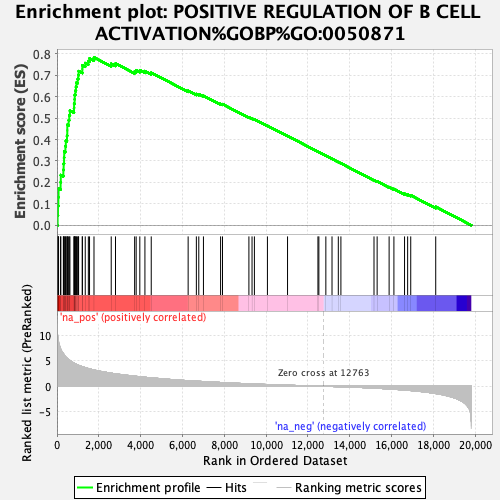 Enrichment plot: POSITIVE REGULATION OF B CELL
ACTIVATION%GOBP%GO:0050871
Enrichment score (ES)
0.8
0.7
0.6
0.5
0.4
0.3
0.2
0.1
0.0
'na_pos' (positively correlated)
Ranked list metric (PreRanked)
10
5
0
-5
Zero cross at 12763
'na_neg' (negatively correlated)
0 2,000 4,000 6,000 8,000 10,000 12,000 14,000 16,000 18,000 20,000
Rank in Ordered Dataset
Enrichment profile Hits Ranking metric scores